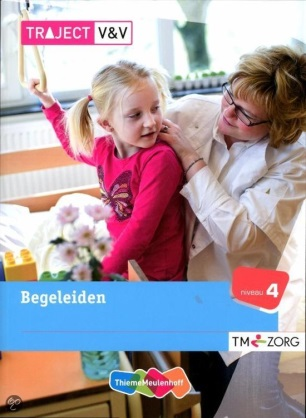 TRAJECT V&V
Begeleiden
niveau 4
TM ZORG
ThiemeMeulenhoff